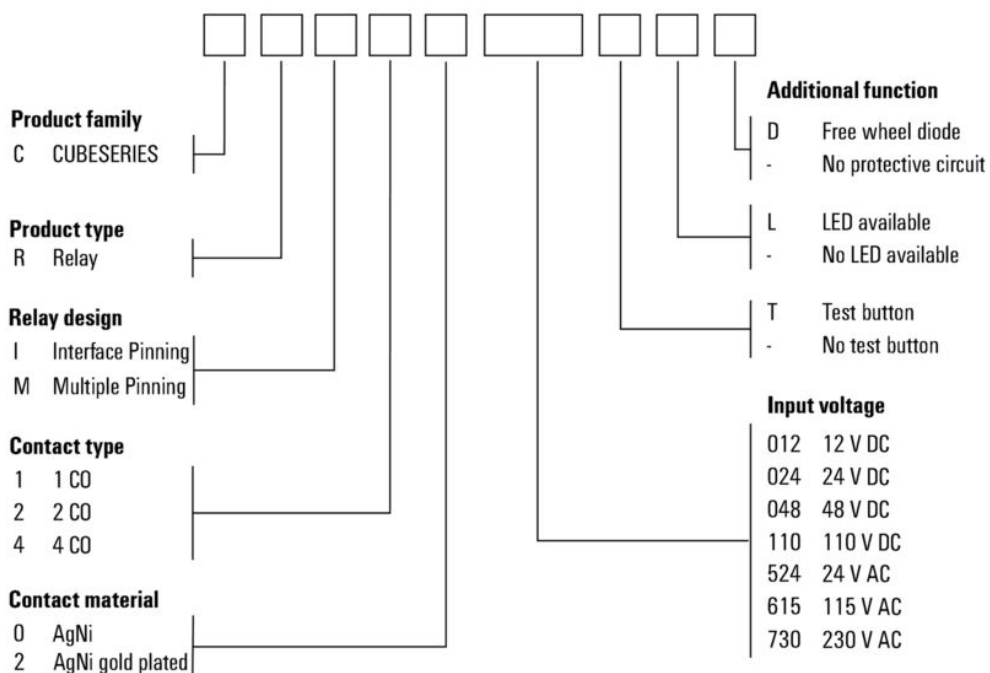 Product family
C CUBESERIES
Product type
R Relay
Relay design
I Interface Pinning
M Multiple Pinning
Contact type
1 1 CO
2 2 CO
4 4 CO
Contact material
0 AgNi
2 AgNi gold plated
Additional function
D Free wheel diode
- No protective circuit
L LED available
- No LED available
T Test button
- No test button
Input voltage
012 12 V DC
024 24 V DC
048 48 V DC
110 110 V DC
524 24 V AC
615 115 V AC
730 230 V AC